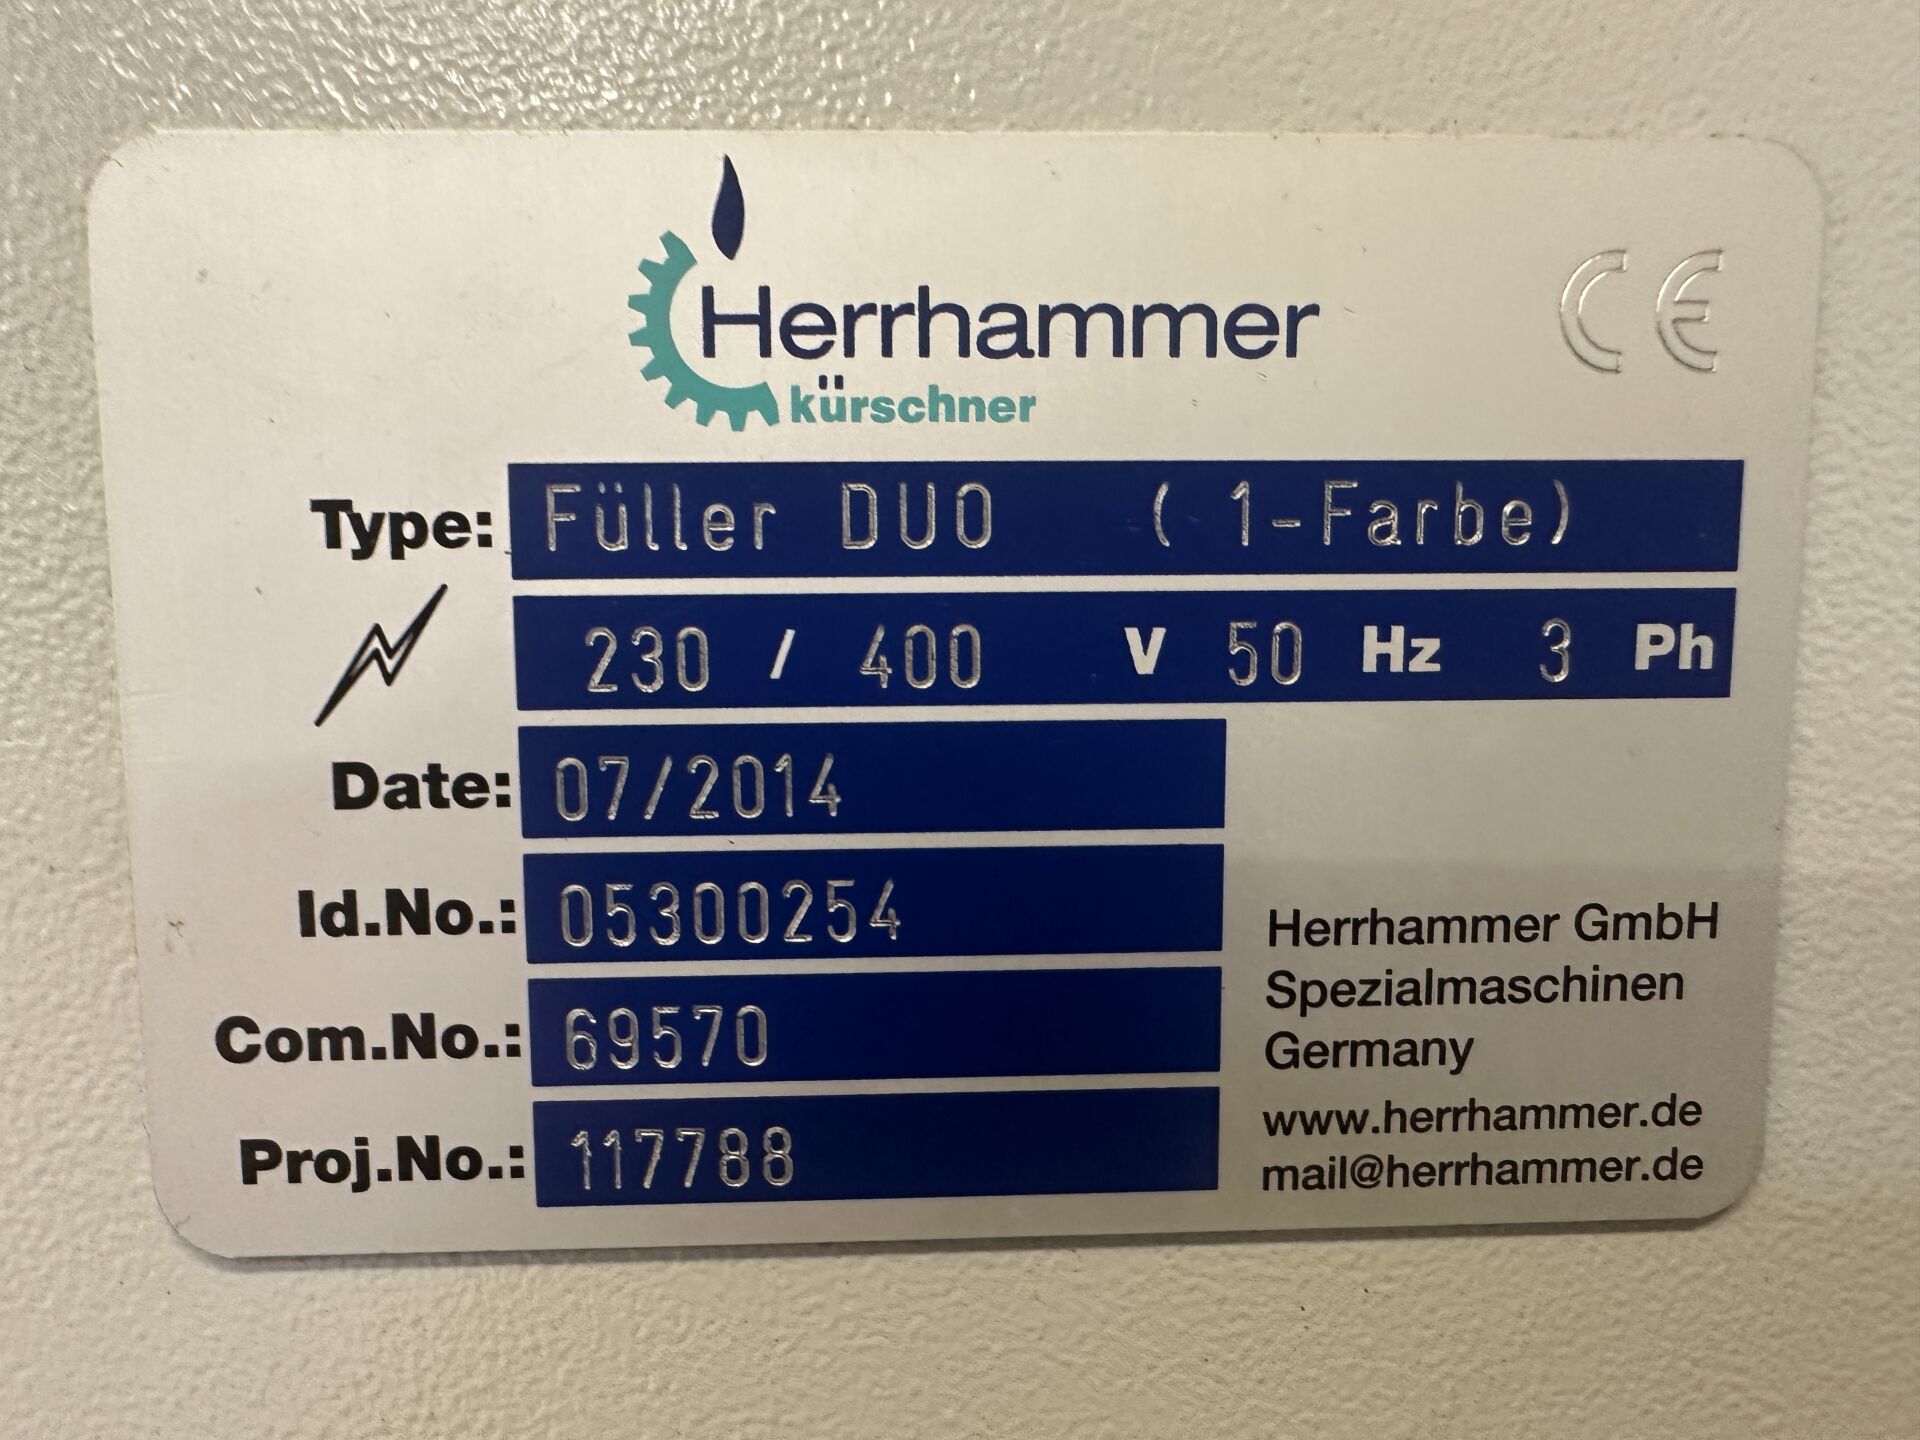 Herrhammer
kürschner
CE
Type: Füller DUO ( 1-Farbe)
230 / 400 V 50 Hz 3 Ph
Date: 07/2014
Id.No.: 05300254
Com.No.: 69570
Proj.No.: 117788
Herrhammer GmbH
Spezialmaschinen
Germany
www.herrhammer.de
mail@herrhammer.de